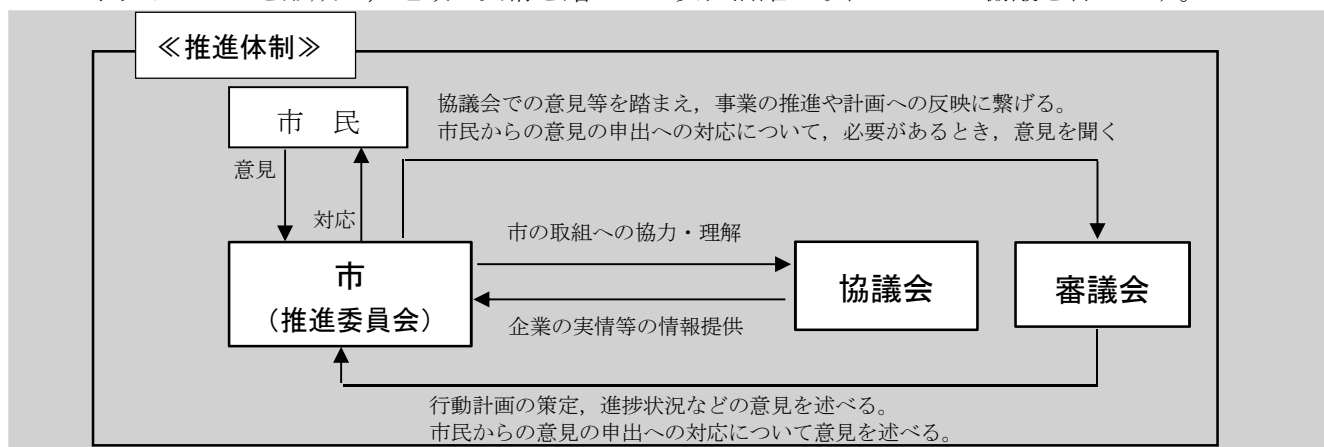 ≪推進体制≫
市　民
協議会での意見等を踏まえ，事業の推進や計画への反映に繋げる。
市民からの意見の申出への対応について，必要があるとき，意見を聞く
意見
対応
市の取組への協力・理解
市
（推進委員会）
協議会
審議会
企業の実情等の情報提供
行動計画の策定，進捗状況などの意見を述べる。
市民からの意見の申出への対応について意見を述べる。